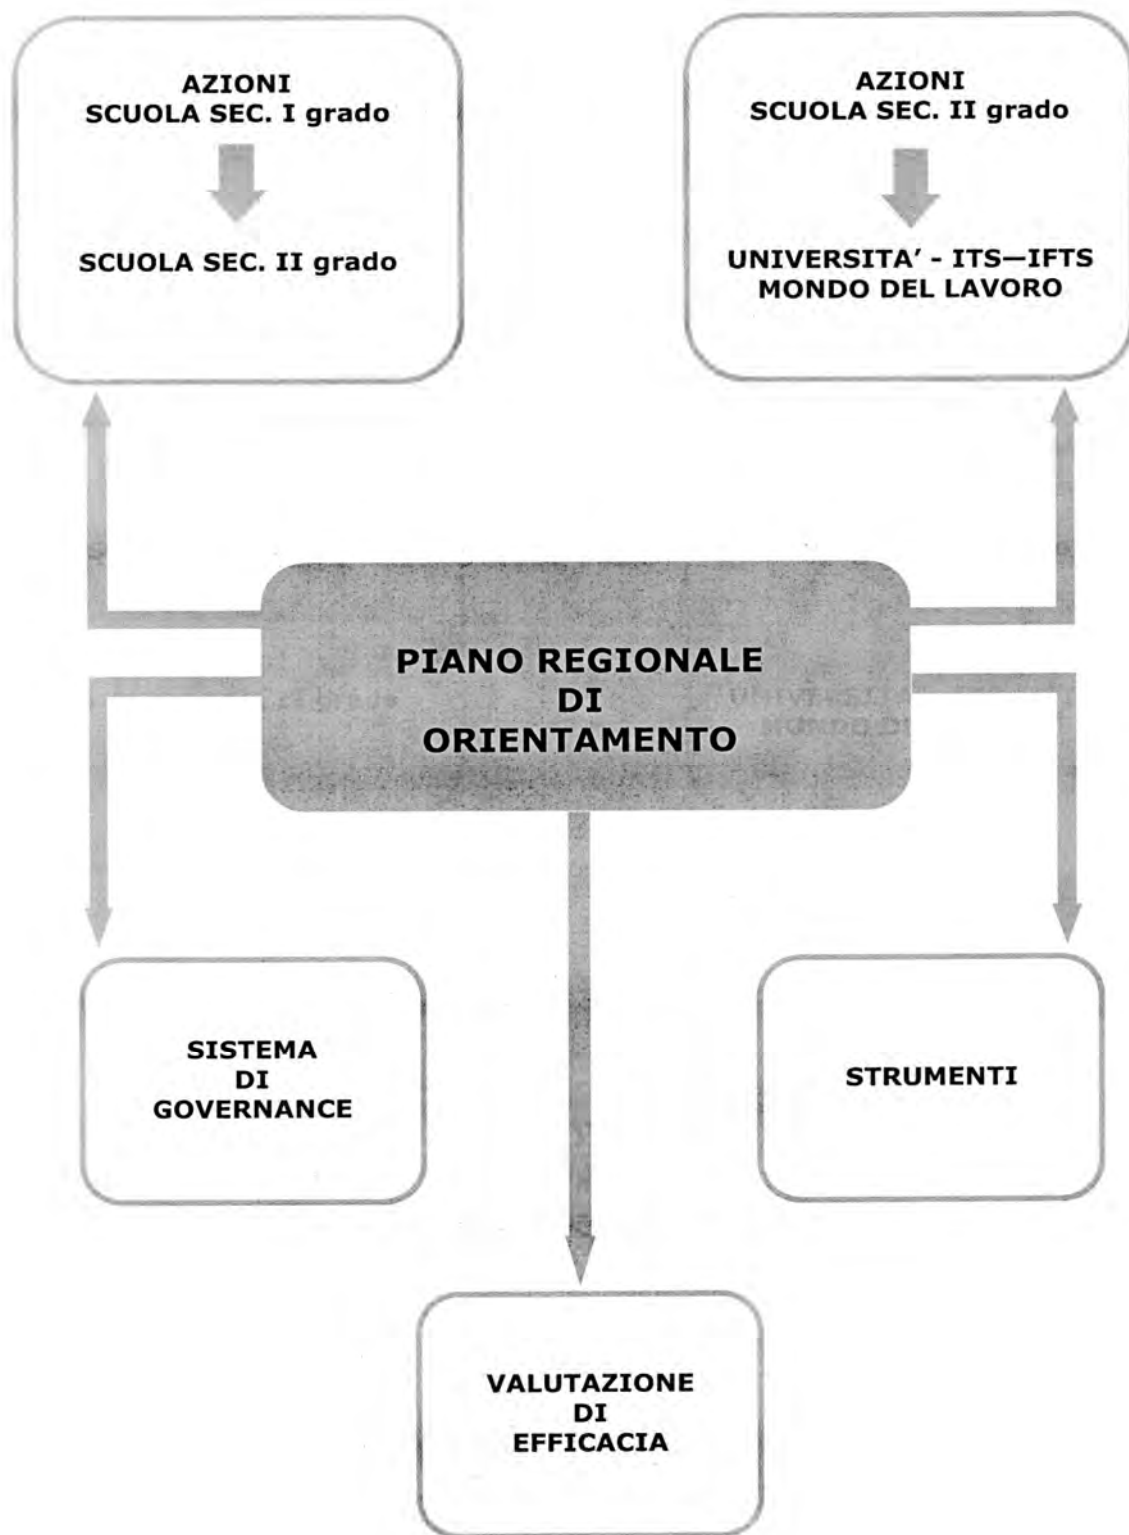 AZIONI
SCUOLA SEC. I grado
SCUOLA SEC. II grado
AZIONI
SCUOLA SEC. II grado
UNIVERSITA’ - ITS—IFTS
MONDO DEL LAVORO
PIANO REGIONALE
DI
ORIENTAMENTO
SISTEMA
DI
GOVERNANCE
STRUMENTI
VALUTAZIONE
DI
EFFICACIA